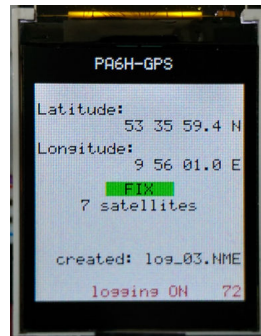 PA6H-GPS
Latitude:
53 35 59.4 N
Longitude:
9 56 01.0 E
FIX
7 satellites
created: log_03.NME
logging ON 72